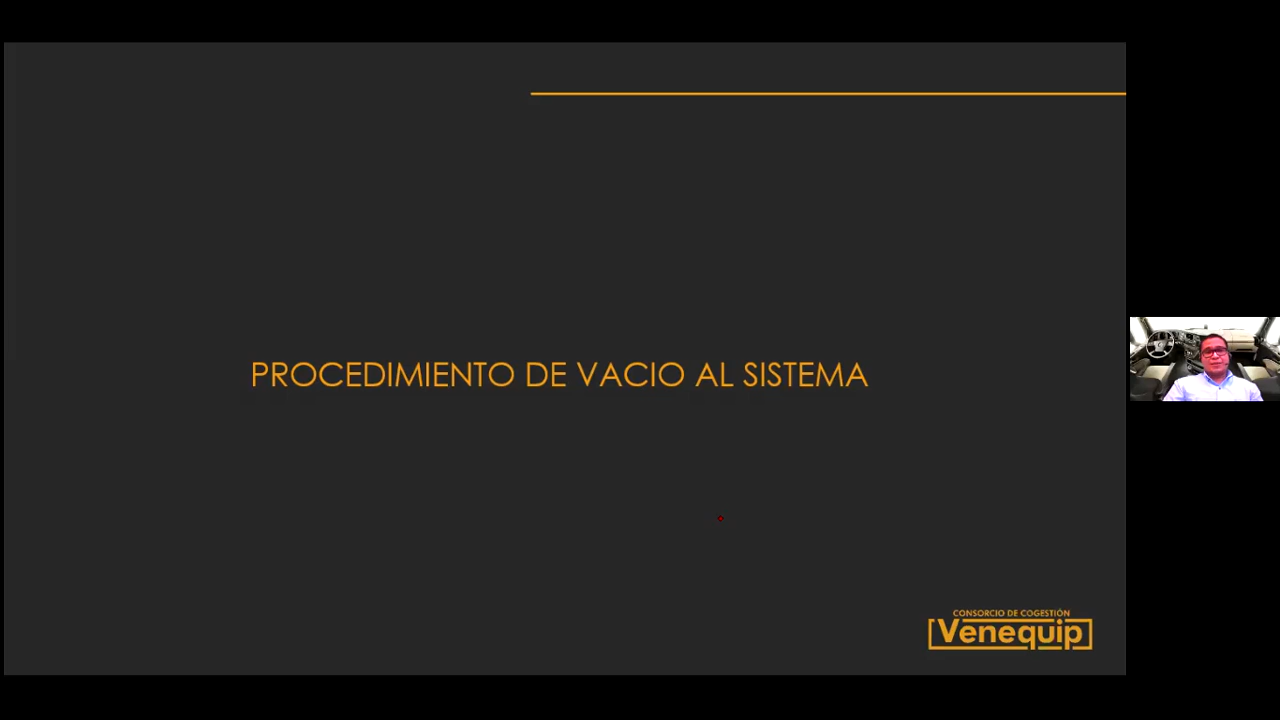 PROCEDIMIENTO DE VACIO AL SISTEMA
CONSORCIO DE COGESTIÓN
Venequip